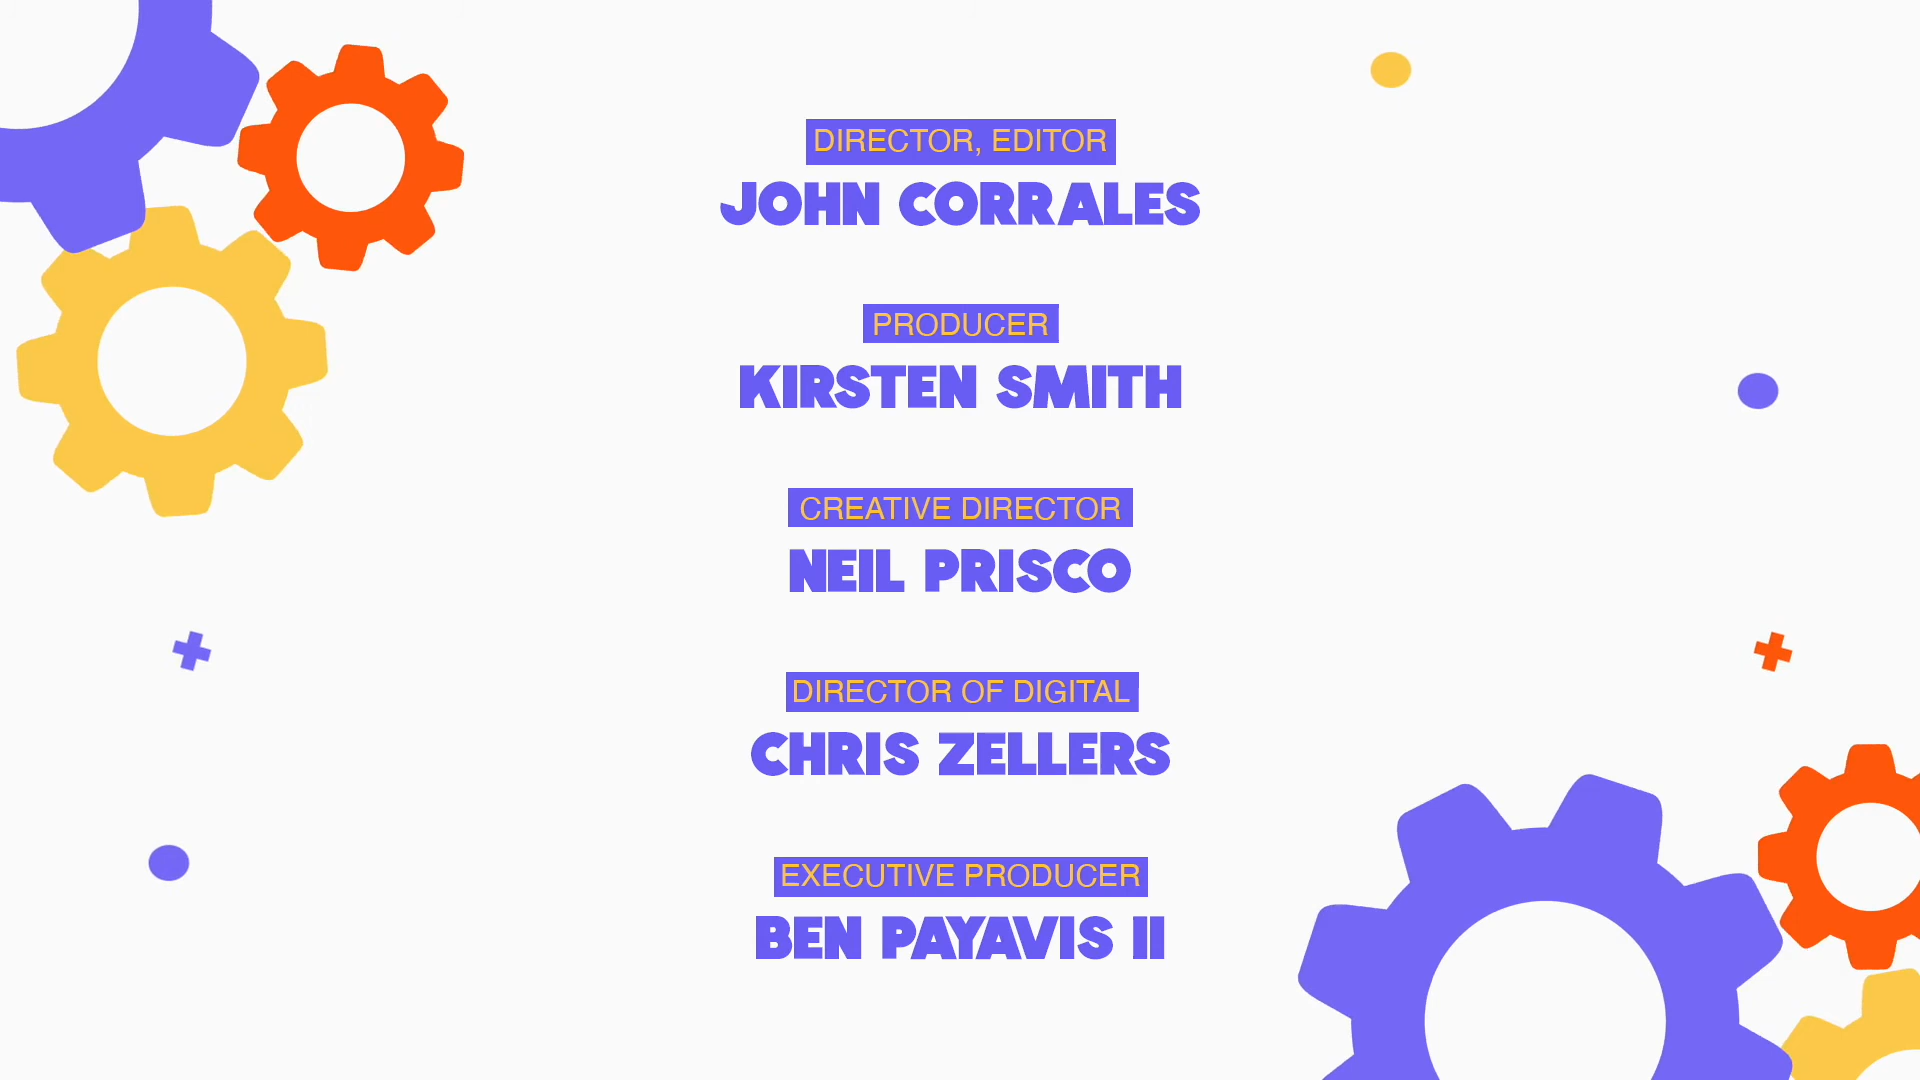 DIRECTOR, EDITOR
JOHN CORRALES
PRODUCER
KIRSTEN SMITH
CREATIVE DIRECTOR
NEIL PRISCO
DIRECTOR OF DIGITAL
CHRIS ZELLERS
EXECUTIVE PRODUCER
BEN PAYAVIS II